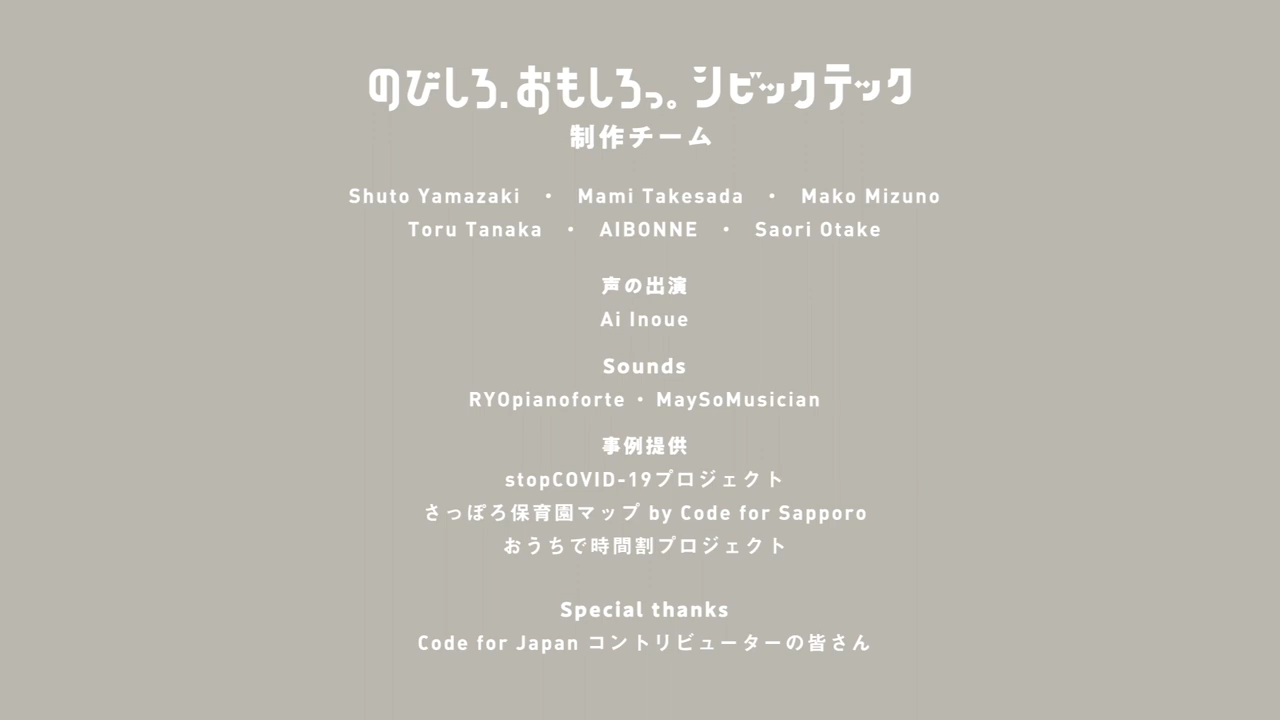 のびしろ.おもしろっ。シビックテック
制作チーム
Shuto Yamazaki ・ Mami Takesada ・ Mako Mizuno
Toru Tanaka ・ AIBONNE ・ Saori Otake
声の出演
Ai Inoue
Sounds
RYOpianoforte・MaySoMusician
事例提供
stopCOVID-19プロジェクト
さっぽろ保育園マップ by Code for Sapporo
おうちで時間割プロジェクト
Special thanks
Code for Japan コントリビューターの皆さん